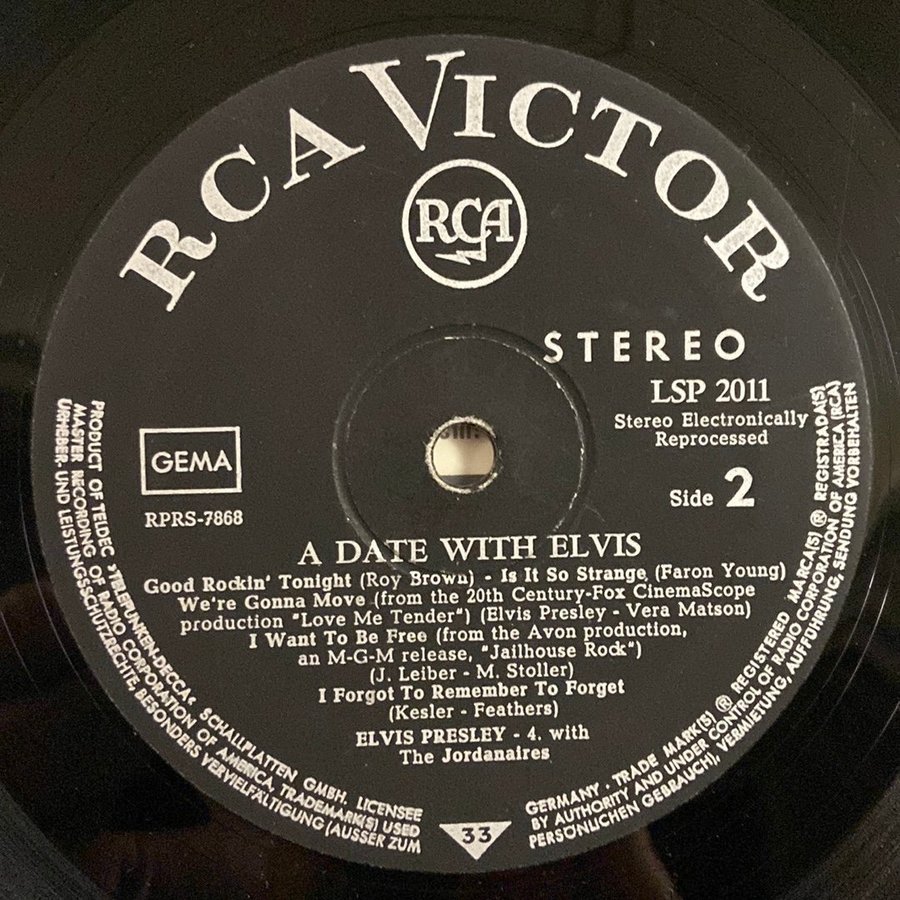 RCA VICTOR
RCA
STEREO
LSP 2011
Stereo Electronically
Reprocessed
GEMA
RPRS-7868
Side 2
A DATE WITH ELVIS
Good Rockin' Tonight (Roy Brown) - Is It So Strange (Faron Young)
We're Gonna Move (from the 20th Century-Fox CinemaScope
production "Love Me Tender") (Elvis Presley - Vera Matson)
I Want To Be Free (from the Avon production,
an M-G-M release, "Jailhouse Rock")
(J. Leiber - M. Stoller)
I Forgot To Remember To Forget
(Kesler - Feathers)
ELVIS PRESLEY - 4. with
The Jordanaires
33
PRODUCT OF TELDEC »TELEFUNKEN-DECCA« SCHALLPLATTEN GMBH. LICENSEE
MASTER RECORDING OF RADIO CORPORATION OF AMERICA, TRADEMARK(S) USED
URHEBER- UND LEISTUNGSSCHUTZRECHTE, BESONDERS VERVIELFÄLTIGUNG (AUSSER ZUM
GERMANY · TRADE MARK(S) ® REGISTERED. MARCA(S) ® REGISTRADA(S)
BY AUTHORITY AND UNDER CONTROL OF RADIO CORPORATION OF AMERICA (RCA)
PERSÖNLICHEN GEBRAUCH), VERMIETUNG, AUFFÜHRUNG, SENDUNG VORBEHALTEN